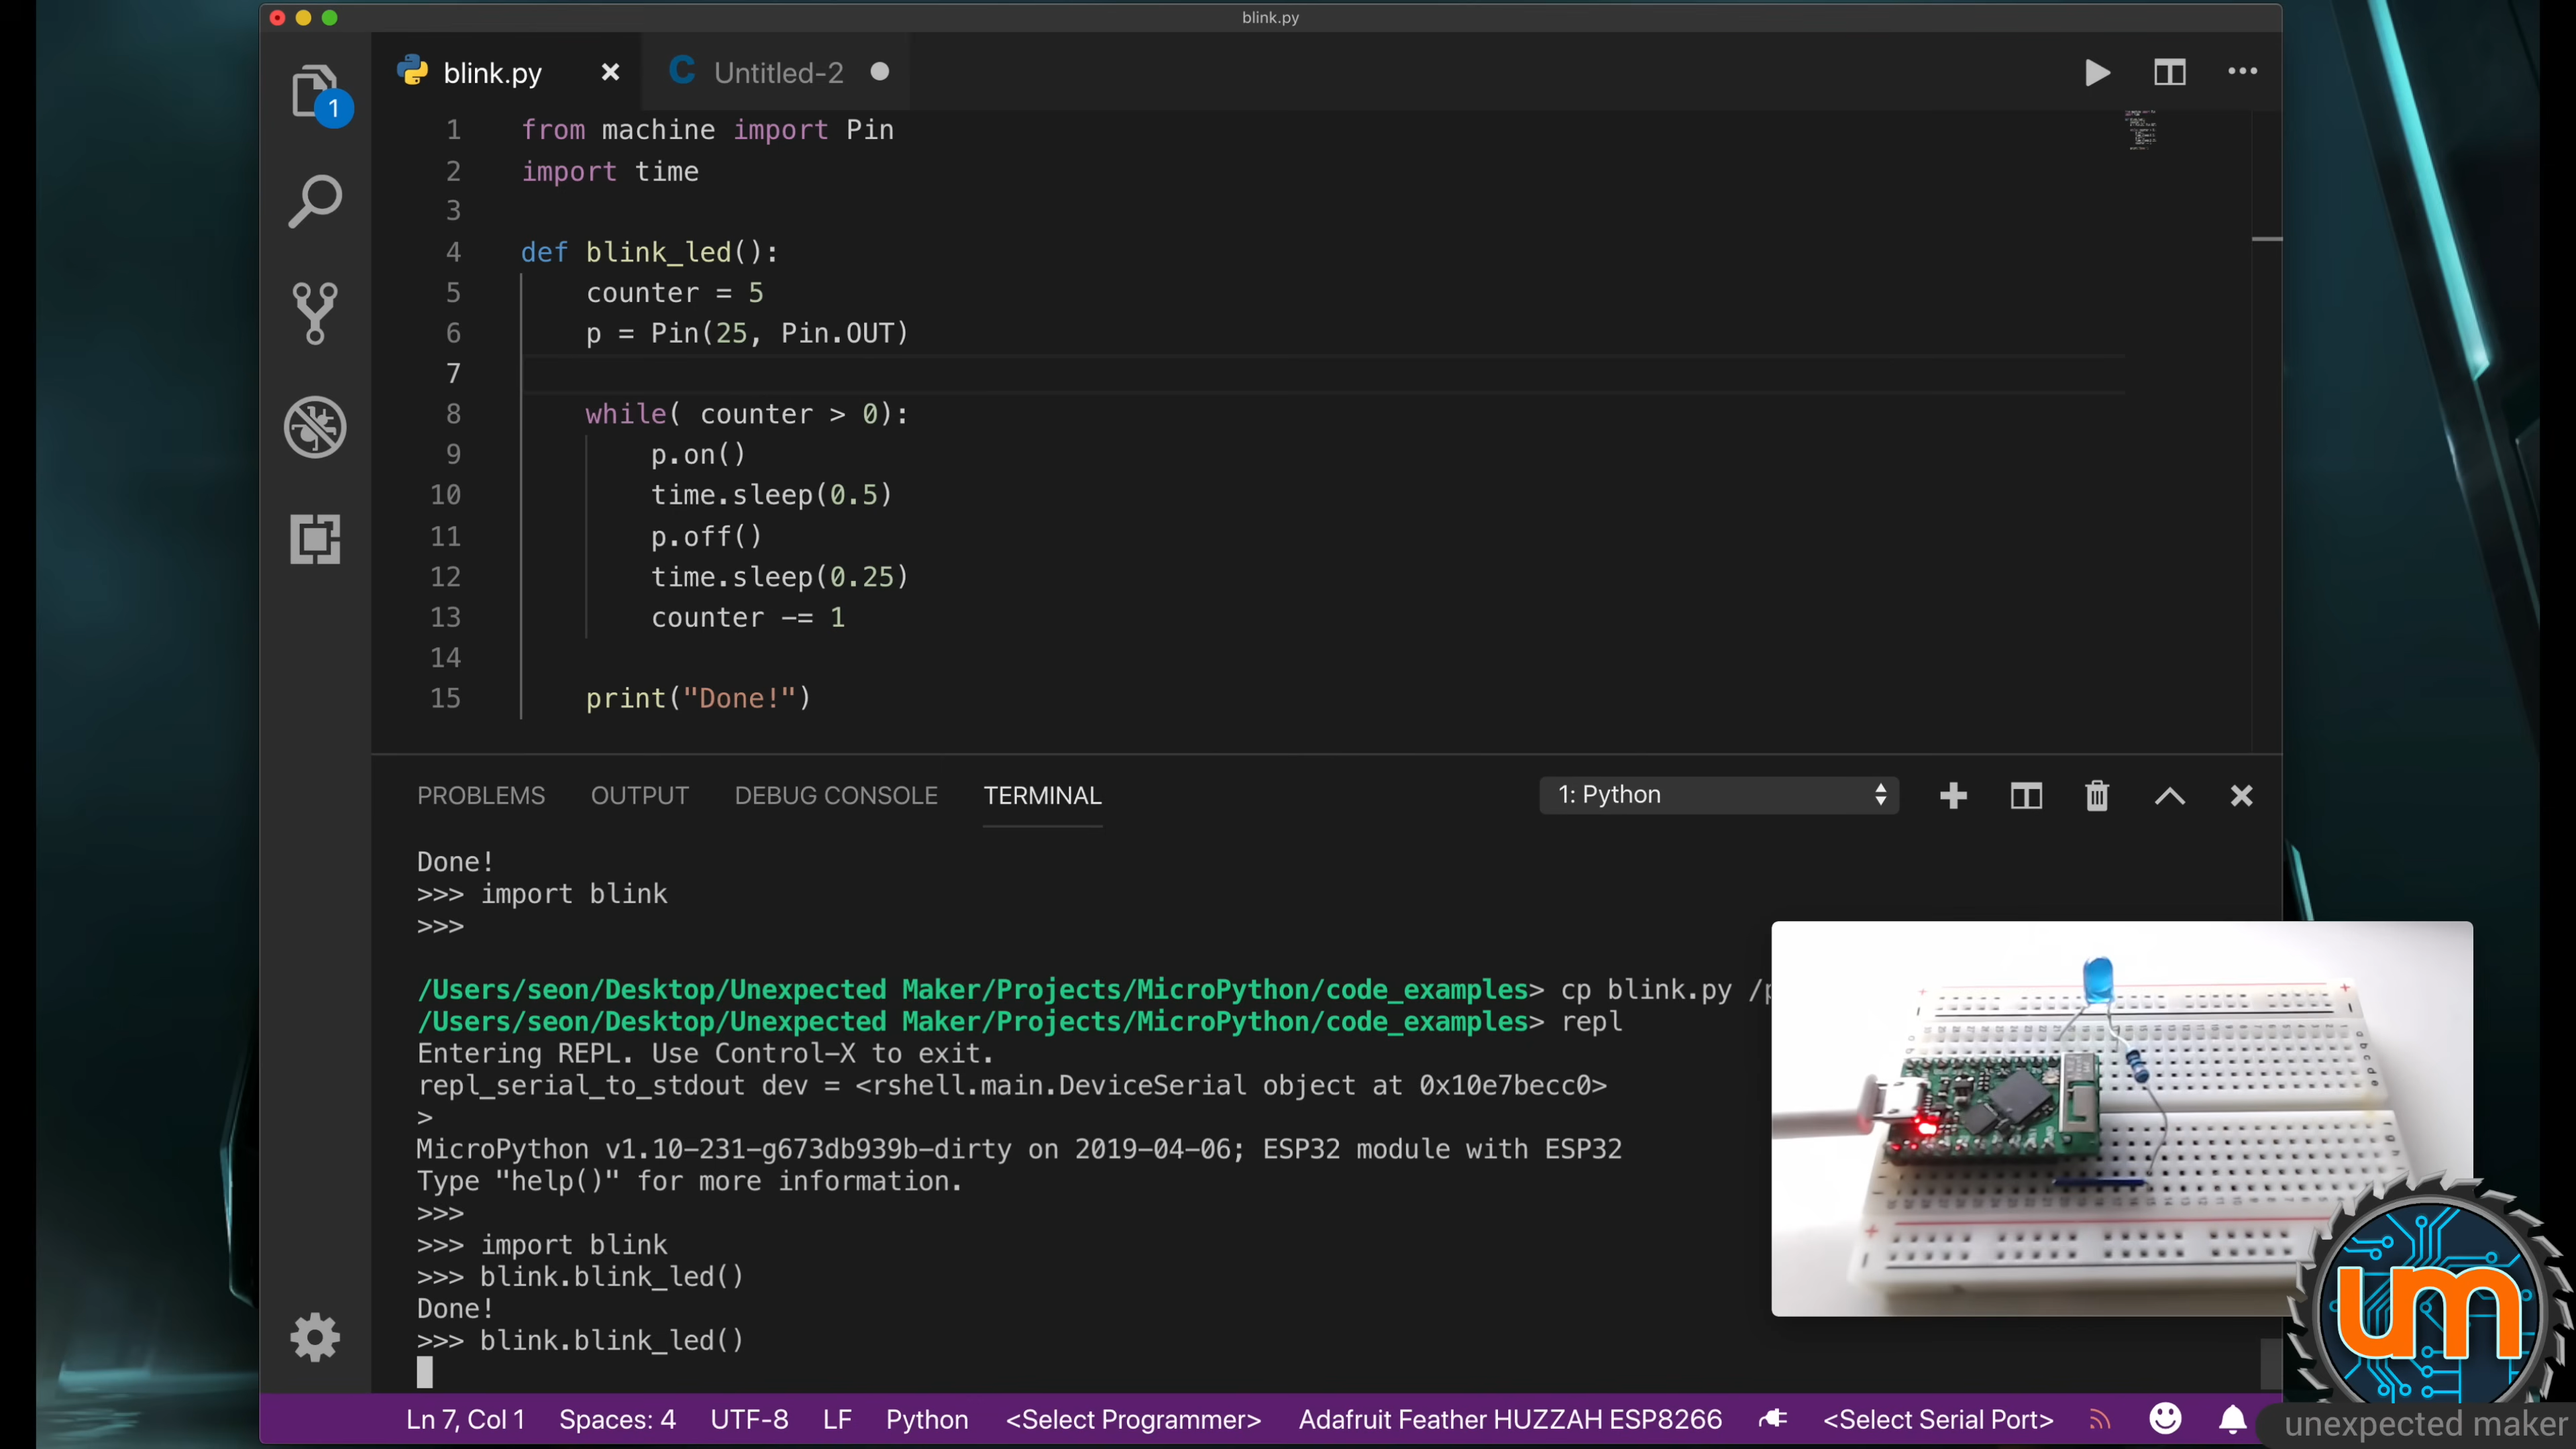 blink.py
blink.py
Untitled-2
1
1 from machine import Pin
2 import time
3
4 def blink_led():
5 counter = 5
6 p = Pin(25, Pin.OUT)
7
8 while( counter > 0):
9 p.on()
10 time.sleep(0.5)
11 p.off()
12 time.sleep(0.25)
13 counter -= 1
14
15 print("Done!")
PROBLEMS OUTPUT DEBUG CONSOLE TERMINAL 1: Python
Done!
>>> import blink
>>>
/Users/seon/Desktop/Unexpected Maker/Projects/MicroPython/code_examples> cp blink.py /p
/Users/seon/Desktop/Unexpected Maker/Projects/MicroPython/code_examples> repl
Entering REPL. Use Control-X to exit.
repl_serial_to_stdout dev = <rshell.main.DeviceSerial object at 0x10e7becc0>
>
MicroPython v1.10-231-g673db939b-dirty on 2019-04-06; ESP32 module with ESP32
Type "help()" for more information.
>>>
>>> import blink
>>> blink.blink_led()
Done!
>>> blink.blink_led()
um
Ln 7, Col 1 Spaces: 4 UTF-8 LF Python <Select Programmer> Adafruit Feather HUZZAH ESP8266 <Select Serial Port>
unexpected maker